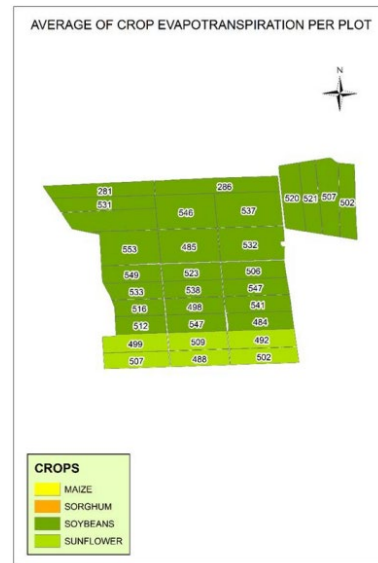 AVERAGE OF CROP EVAPOTRANSPIRATION PER PLOT
N
281 286
531
546 537
520 521 507 502
553 485 532
549 523 506
533 538 547
516 498 541
512 547 484
499 509 492
507 488 502
CROPS
MAIZE
SORGHUM
SOYBEANS
SUNFLOWER